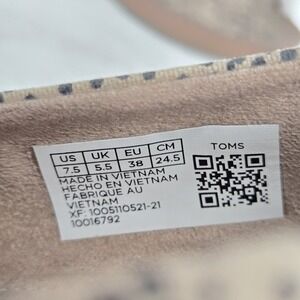 US UK EU CM
7.5 5.5 38 24.5
MADE IN VIETNAM
HECHO EN VIETNAM
FABRIQUE AU
VIETNAM
XF: 1005110521-21
10016792
TOMS